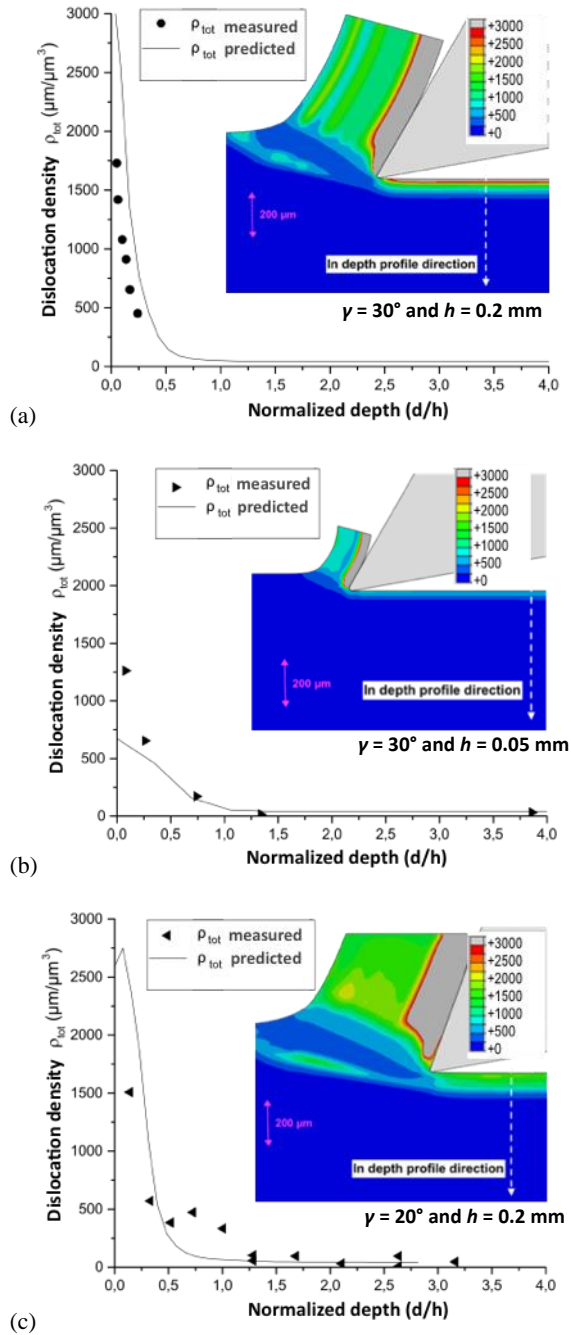 3000
2500
2000
1500
1000
500
0
Dislocation density ρtot (µm/µm³)
ρtot measured
ρtot predicted
+3000
+2500
+2000
+1500
+1000
+500
+0
200 µm
In depth profile direction
γ = 30° and h = 0.2 mm
0,0 0,5 1,0 1,5 2,0 2,5 3,0 3,5 4,0
Normalized depth (d/h)
(a)
3000
2500
2000
1500
1000
500
0
Dislocation density ρtot (µm/µm³)
ρtot measured
ρtot predicted
+3000
+2500
+2000
+1500
+1000
+500
+0
200 µm
In depth profile direction
γ = 30° and h = 0.05 mm
0,0 0,5 1,0 1,5 2,0 2,5 3,0 3,5 4,0
Normalized depth (d/h)
(b)
3000
2500
2000
1500
1000
500
0
Dislocation density ρtot (µm/µm³)
ρtot measured
ρtot predicted
+3000
+2500
+2000
+1500
+1000
+500
+0
200 µm
In depth profile direction
γ = 20° and h = 0.2 mm
0,0 0,5 1,0 1,5 2,0 2,5 3,0 3,5 4,0
Normalized depth (d/h)
(c)